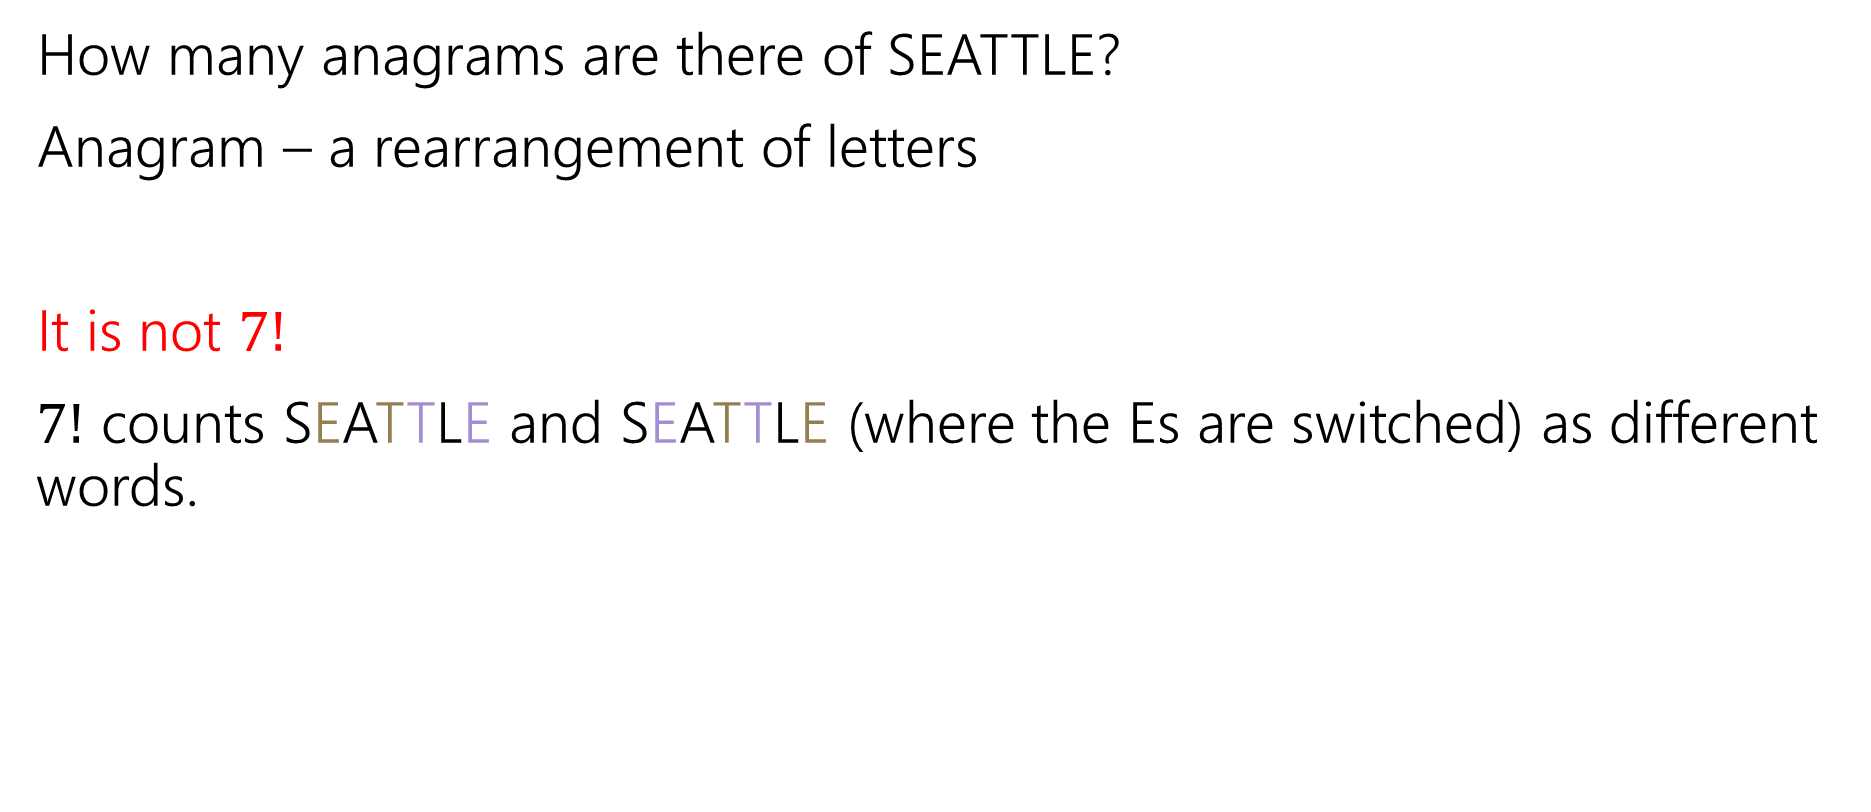 How many anagrams are there of SEATTLE?
Anagram – a rearrangement of letters
It is not 7!
7! counts SEATTLE and SEATTLE (where the Es are switched) as different
words.